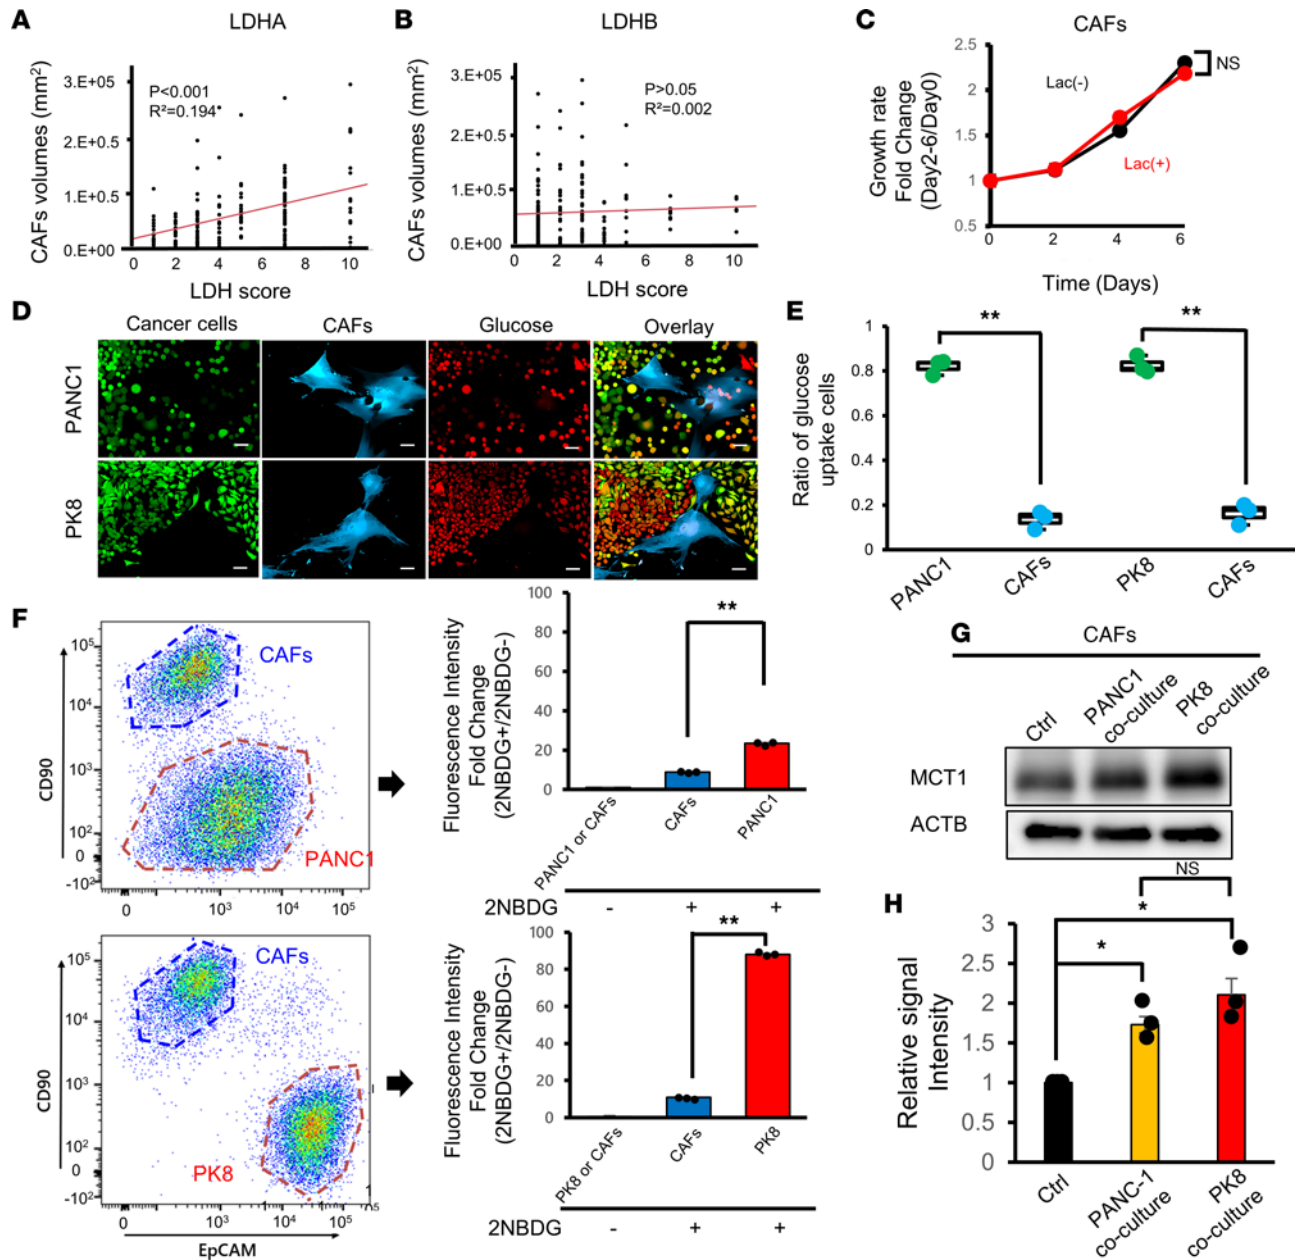 A
LDHA
CAFs volumes (mm²)
3.E+05
2.E+0.5
1.E+0.5
0.E+00
P<0.001
R²=0.194
0 2 4 6 8 10
LDH score
B
LDHB
CAFs volumes (mm²)
3.E+05
2.E+05
1.E+05
0.E+00
P>0.05
R²=0.002
0 2 4 6 8 10
LDH score
C
CAFs
Growth rate
Fold Change
(Day2-6/Day0)
2.5
2
1.5
1
0.5
Lac(-)
Lac(+)
NS
0 2 4 6
Time (Days)
D
Cancer cells CAFs Glucose Overlay
PANC1
PK8
E
Ratio of glucose
uptake cells
1
0.8
0.6
0.4
0.2
0
** **
PANC1 CAFs PK8 CAFs
F
CD90
10⁵
10⁴
10³
10²
0
-10²
CAFs
PANC1
0 10³ 10⁴ 10⁵
Fluorescence Intensity
Fold Change
(2NBDG+/2NBDG-)
100
80
60
40
20
0
**
PANC1 or CAFs CAFs PANC1
2NBDG - + +
CD90
10⁵
10⁴
10³
10²
0
-10²
CAFs
PK8
0 10³ 10⁴ 10⁵
EpCAM
Fluorescence Intensity
Fold Change
(2NBDG+/2NBDG-)
100
80
60
40
20
0
**
PK8 or CAFs CAFs PK8
2NBDG - + +
G
CAFs
Ctrl
PANC1
co-culture
PK8
co-culture
MCT1
ACTB
H
Relative signal
Intensity
3
2.5
2
1.5
1
0.5
0
NS
*
*
Ctrl
PANC-1
co-culture
PK8
co-culture